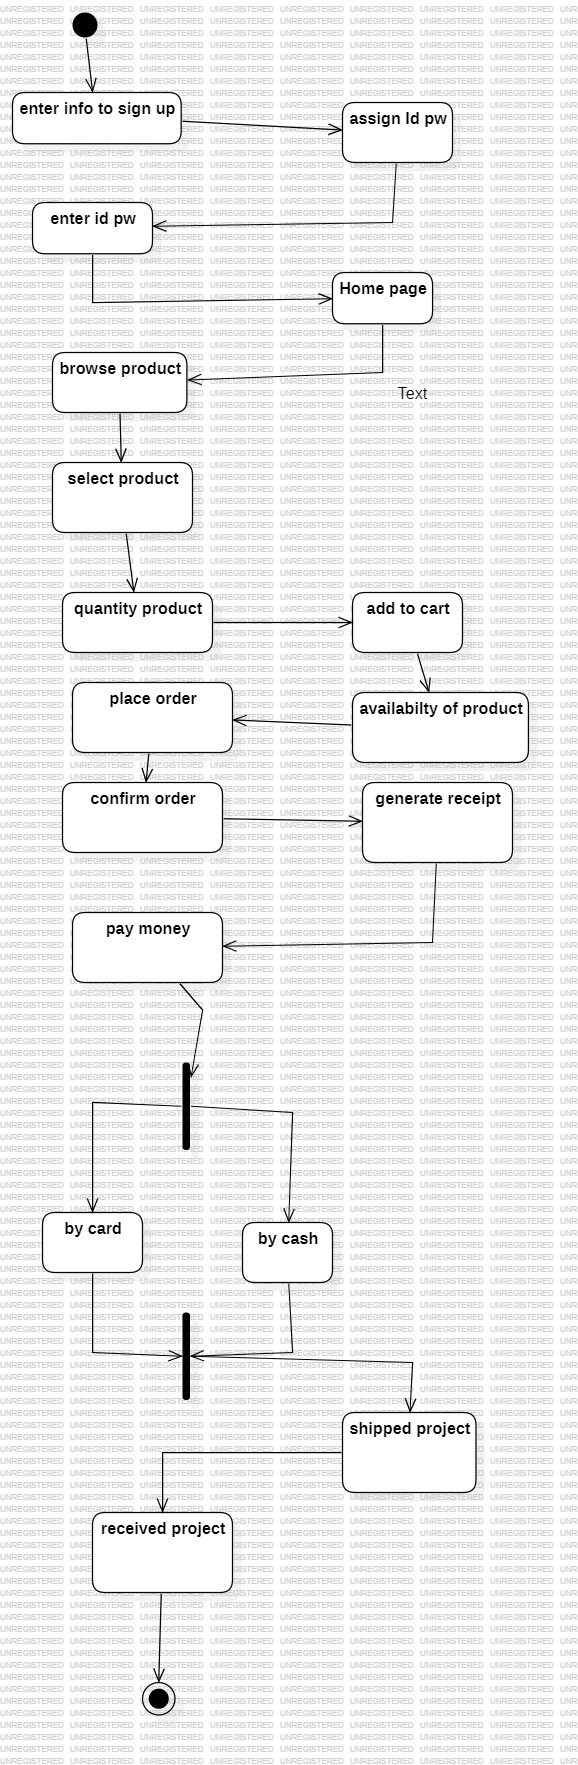 enter info to sign up
assign Id pw
enter id pw
Home page
browse product
Text
select product
quantity product
add to cart
place order
availabilty of product
confirm order
generate receipt
pay money
by card
by cash
shipped project
received project